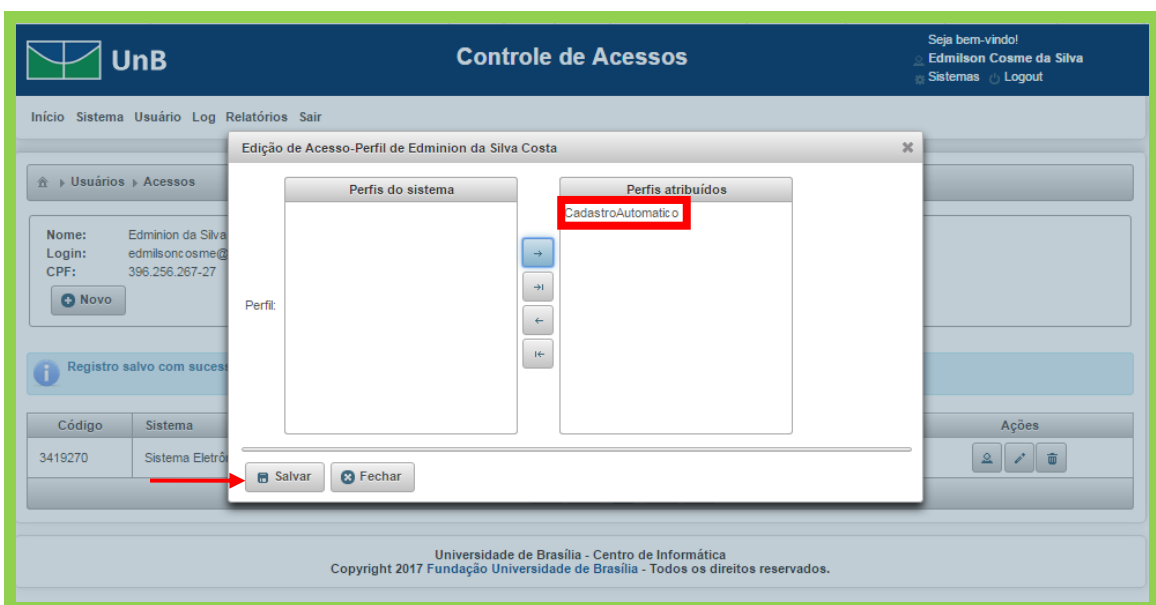 UnB
Controle de Acessos
Seja bem-vindo!
Edmilson Cosme da Silva
Sistemas Logout
Início Sistema Usuário Log Relatórios Sair
Edição de Acesso-Perfil de Edminion da Silva Costa
Usuários Acessos
Perfis do sistema
Perfis atribuídos
CadastroAutomatico
Nome: Edminion da Silva
Login: edmilsoncosme@
CPF: 396.256.267-27
Novo
Perfil:
Registro salvo com sucess
Código Sistema Ações
3419270 Sistema Eletrôn
Salvar Fechar
Universidade de Brasília - Centro de Informática
Copyright 2017 Fundação Universidade de Brasília - Todos os direitos reservados.